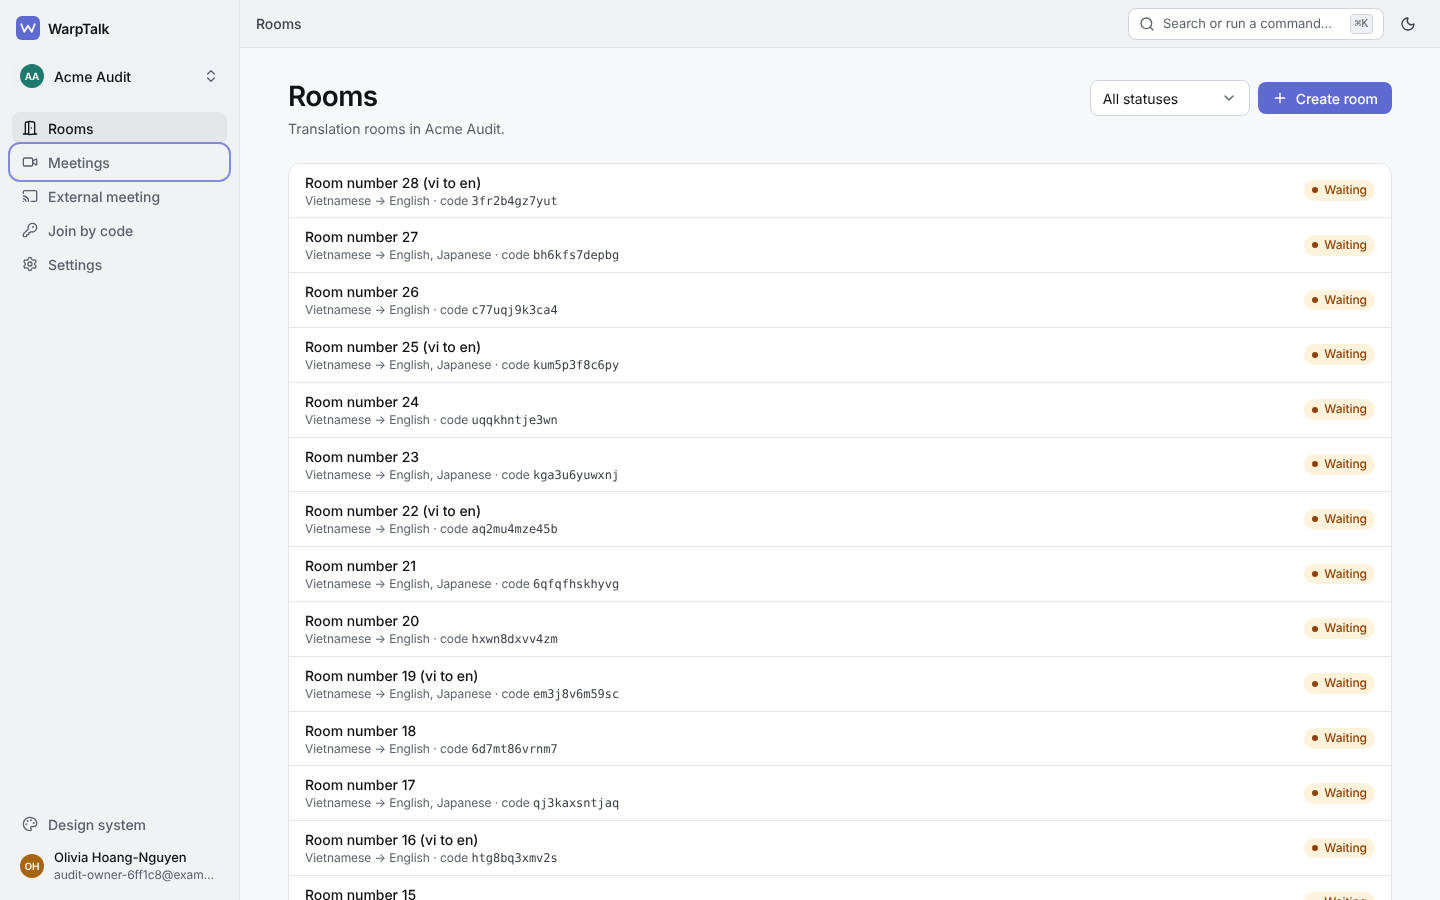 WarpTalk
Rooms
Search or run a command...
⌘K
AA
Acme Audit
Rooms
Meetings
External meeting
Join by code
Settings
Rooms
Translation rooms in Acme Audit.
All statuses
Create room
Room number 28 (vi to en)
Vietnamese → English · code 3fr2b4gz7yut
Waiting
Room number 27
Vietnamese → English, Japanese · code bh6kfs7depbg
Waiting
Room number 26
Vietnamese → English · code c77uqj9k3ca4
Waiting
Room number 25 (vi to en)
Vietnamese → English, Japanese · code kum5p3f8c6py
Waiting
Room number 24
Vietnamese → English · code uqqkhntje3wn
Waiting
Room number 23
Vietnamese → English, Japanese · code kga3u6yuwxnj
Waiting
Room number 22 (vi to en)
Vietnamese → English · code aq2mu4mze45b
Waiting
Room number 21
Vietnamese → English, Japanese · code 6qfqfhskhyvg
Waiting
Room number 20
Vietnamese → English · code hxwn8dxvv4zm
Waiting
Room number 19 (vi to en)
Vietnamese → English, Japanese · code em3j8v6m59sc
Waiting
Room number 18
Vietnamese → English · code 6d7mt86vrnm7
Waiting
Room number 17
Vietnamese → English, Japanese · code qj3kaxsntjaq
Waiting
Room number 16 (vi to en)
Vietnamese → English · code htg8bq3xmv2s
Waiting
Room number 15
Waiting
Design system
OH
Olivia Hoang-Nguyen
audit-owner-6ff1c8@exam...